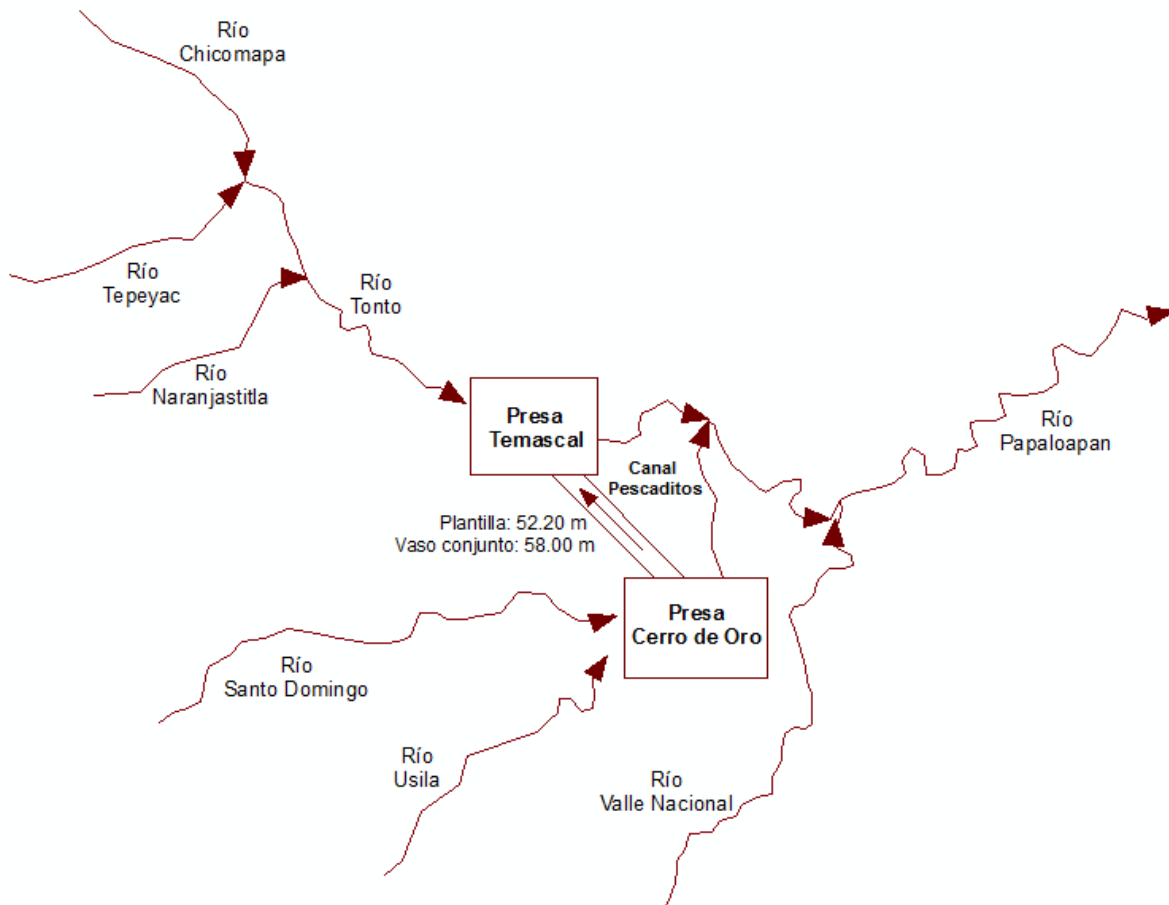 Río
Chicomapa
Río
Tepeyac
Río
Tonto
Río
Naranjastitla
Presa
Temascal
Río
Papaloapan
Canal
Pescaditos
Plantilla: 52.20 m
Vaso conjunto: 58.00 m
Presa
Cerro de Oro
Río
Santo Domingo
Río
Usila
Río
Valle Nacional